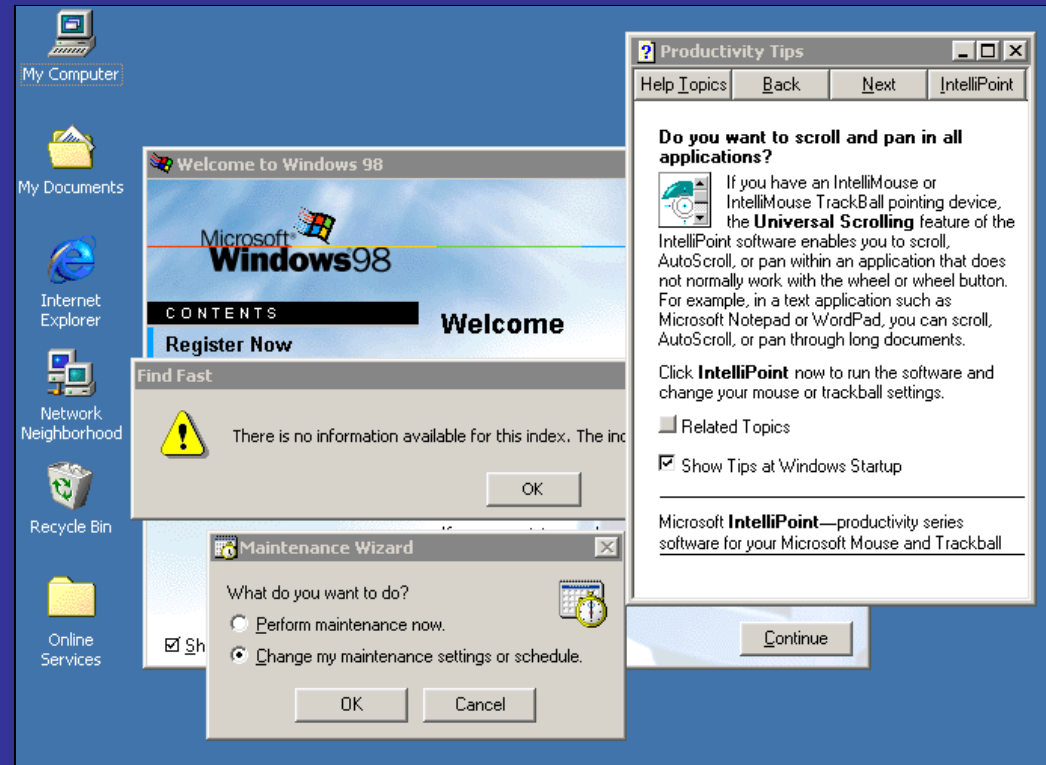 My Computer
My Documents
Internet
Explorer
Network
Neighborhood
Recycle Bin
Online
Services
Welcome to Windows 98
Microsoft
Windows98
CONTENTS
Register Now
Welcome
Find Fast
There is no information available for this index. The
OK
Maintenance Wizard
What do you want to do?
Perform maintenance now.
Change my maintenance settings or schedule.
OK
Cancel
Continue
Productivity Tips
Help Topics
Back
Next
IntelliPoint
Do you want to scroll and pan in all
applications?
If you have an IntelliMouse or
IntelliMouse TrackBall pointing device,
the Universal Scrolling feature of the
IntelliPoint software enables you to scroll,
AutoScroll, or pan within an application that does
not normally work with the wheel or wheel button.
For example, in a text application such as
Microsoft Notepad or WordPad, you can scroll,
AutoScroll, or pan through long documents.
Click IntelliPoint now to run the software and
change your mouse or trackball settings.
Related Topics
Show Tips at Windows Startup
Microsoft IntelliPoint—productivity series
software for your Microsoft Mouse and Trackball